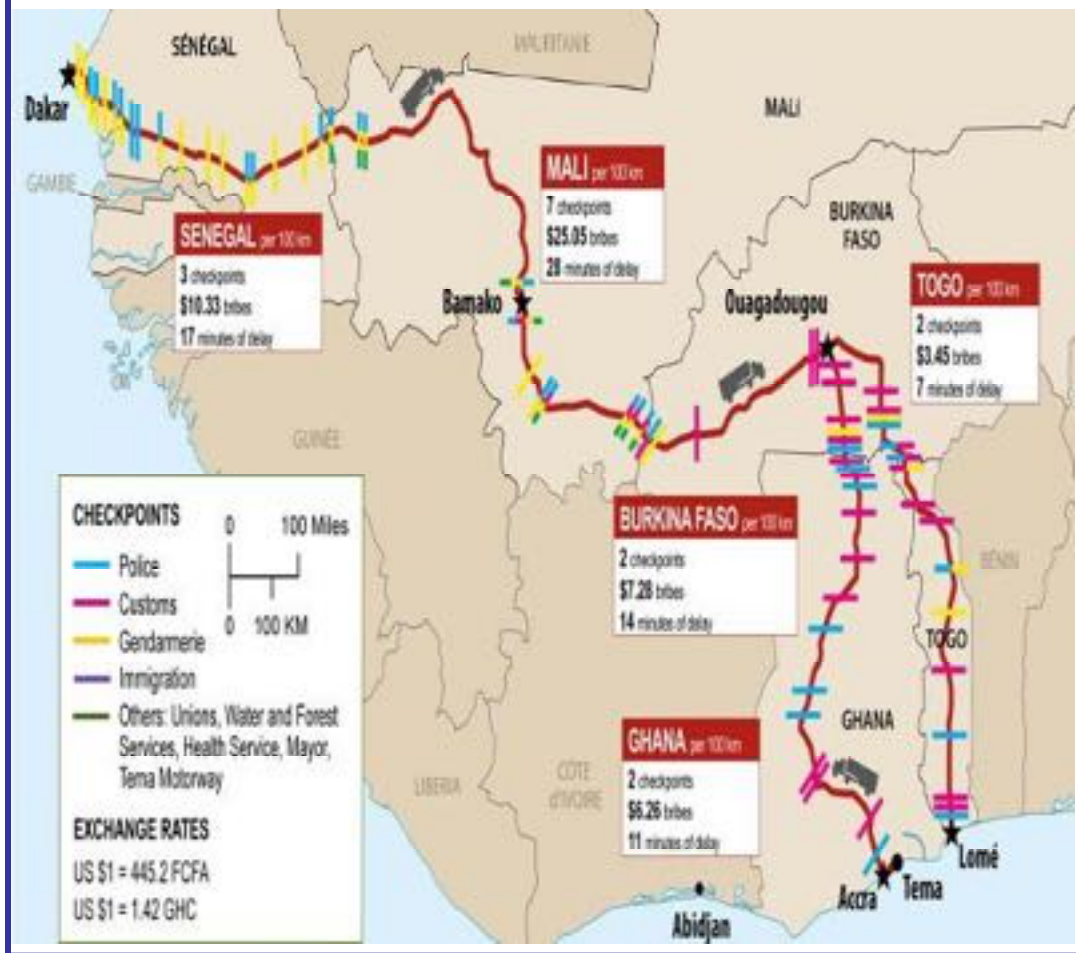 SÉNÉGAL
MAURITANIE
Dakar
MALI
GAMBIE
MALI per 100 km
7 checkpoints
$25.05 bribes
28 minutes of delay
BURKINA
FASO
SENEGAL per 100 km
3 checkpoints
$10.33 bribes
17 minutes of delay
Bamako
Ouagadougou
TOGO per 100 km
2 checkpoints
$3.45 bribes
7 minutes of delay
GUINÉE
CHECKPOINTS
Police
Customs
Gendarmerie
Immigration
Others: Unions, Water and Forest
Services, Health Service, Mayor,
Tema Motorway
0 100 Miles
0 100 KM
EXCHANGE RATES
US $1 = 445.2 FCFA
US $1 = 1.42 GHC
BURKINA FASO per 100 km
2 checkpoints
$7.28 bribes
14 minutes of delay
BÉNIN
TOGO
GHANA
GHANA per 100 km
2 checkpoints
$6.26 bribes
11 minutes of delay
LIBERIA
CÔTE
d'IVOIRE
Lomé
Tema
Accra
Abidjan